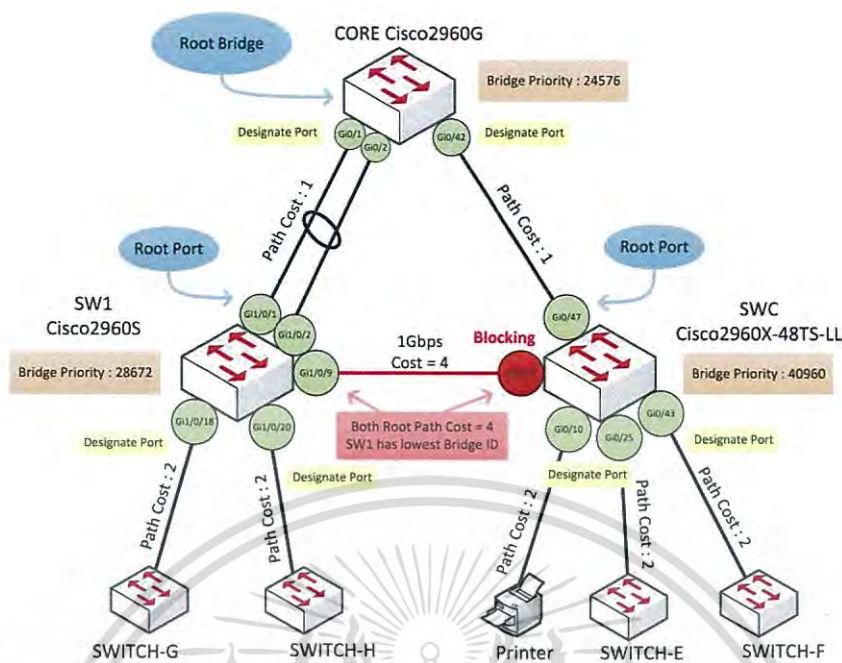 CORE Cisco2960G
Root Bridge
Bridge Priority : 24576
Designate Port
Gi0/1
Gi0/2
Gi0/42
Designate Port
Path Cost : 1
Path Cost : 1
Root Port
Root Port
SW1
Cisco2960S
Gi1/0/1
Gi1/0/2
Gi0/47
SWC
Cisco2960X-48TS-LL
Bridge Priority : 28672
Gi1/0/9
1Gbps
Cost = 4
Blocking
Bridge Priority : 40960
Both Root Path Cost = 4
SW1 has lowest Bridge ID
Gi1/0/18
Gi1/0/20
Gi0/10
Gi0/25
Gi0/43
Designate Port
Designate Port
Designate Port
Designate Port
Path Cost : 2
Path Cost : 2
Path Cost : 2
Path Cost : 2
Path Cost : 2
SWITCH-G
SWITCH-H
Printer
SWITCH-E
SWITCH-F